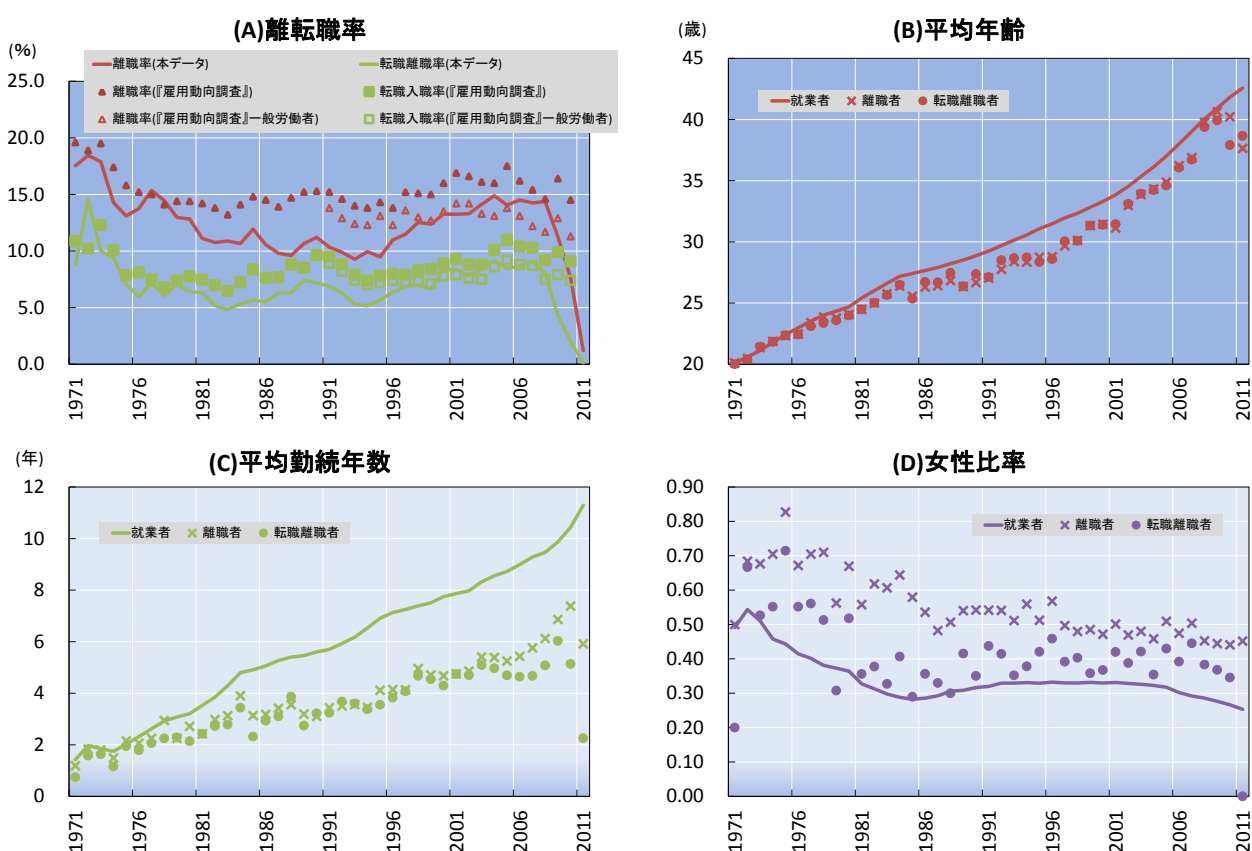 (A)離転職率
(%)
離職率(本データ) 転職離職率(本データ)
離職率(『雇用動向調査』) 転職入職率(『雇用動向調査』)
離職率(『雇用動向調査』一般労働者) 転職入職率(『雇用動向調査』一般労働者)
25.0
20.0
15.0
10.0
5.0
0.0
1971 1976 1981 1986 1991 1996 2001 2006 2011
(B)平均年齢
(歳)
就業者 離職者 転職離職者
45
40
35
30
25
20
1971 1976 1981 1986 1991 1996 2001 2006 2011
(C)平均勤続年数
(年)
就業者 離職者 転職離職者
12
10
8
6
4
2
0
1971 1976 1981 1986 1991 1996 2001 2006 2011
(D)女性比率
就業者 離職者 転職離職者
0.90
0.80
0.70
0.60
0.50
0.40
0.30
0.20
0.10
0.00
1971 1976 1981 1986 1991 1996 2001 2006 2011